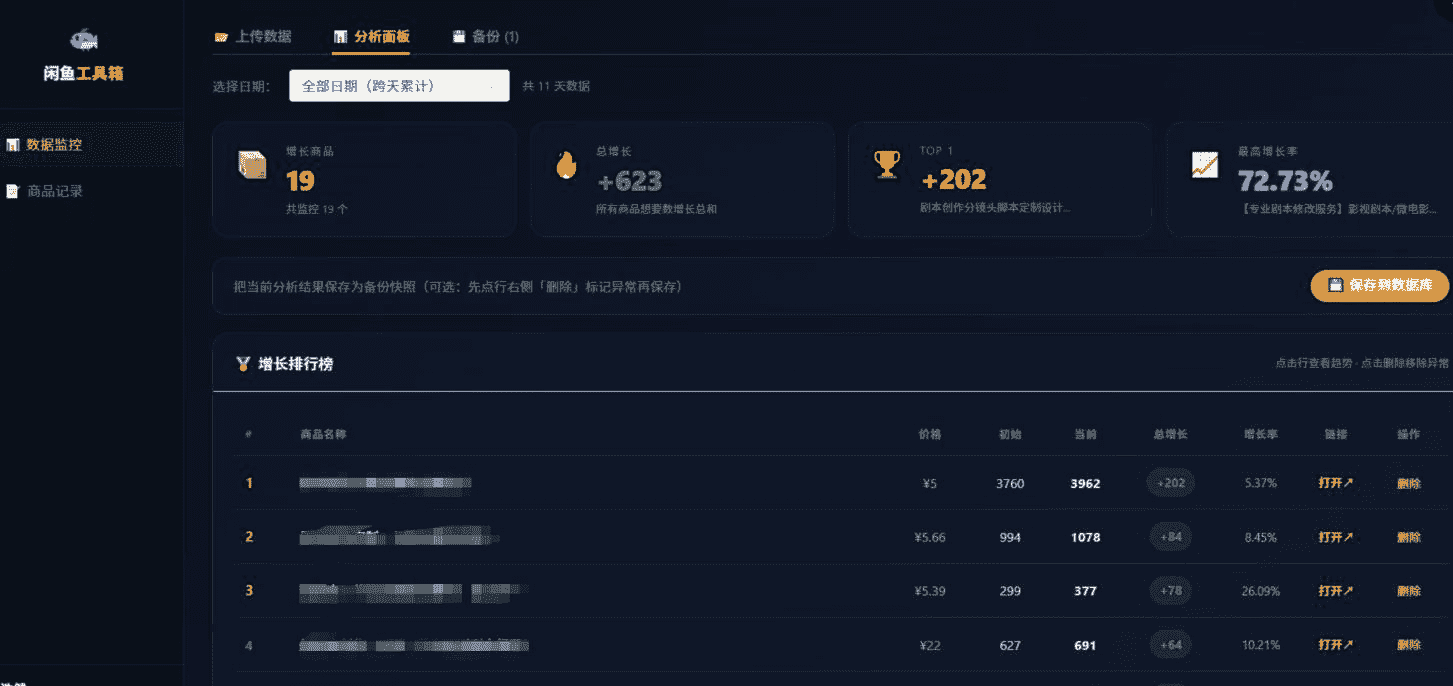 闲鱼工具箱
数据监控
商品记录
上传数据 分析面板 备份 (1)
选择日期: 全部日期（跨天累计） 共 11 天数据
增长商品
19
共监控 19 个
总增长
+623
所有商品想要数增长总和
TOP 1
+202
剧本创作分镜头脚本定制设计...
最高增长率
72.73%
【专业剧本修改服务】影视剧本/微电影...
把当前分析结果保存为备份快照（可选：先点行右侧「删除」标记异常再保存）
保存到数据库
增长排行榜
点击行查看趋势 · 点击删除移除异常
# 商品名称 价格 初始 当前 总增长 增长率 链接 操作
1 ¥5 3760 3962 +202 5.37% 打开↗ 删除
2 ¥5.66 994 1078 +84 8.45% 打开↗ 删除
3 ¥5.39 299 377 +78 26.09% 打开↗ 删除
4 ¥22 627 691 +64 10.21% 打开↗ 删除